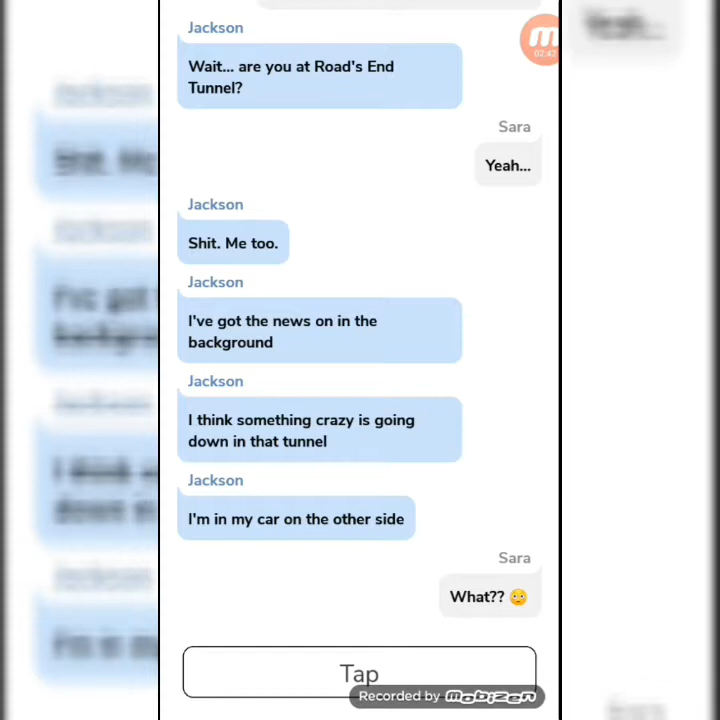 Jackson
Wait... are you at Road's End
Tunnel?
Sara
Yeah...
Jackson
Shit. Me too.
Jackson
I've got the news on in the
background
Jackson
I think something crazy is going
down in that tunnel
Jackson
I'm in my car on the other side
Sara
What?? 😳
Tap
Recorded by mobizen
02:42